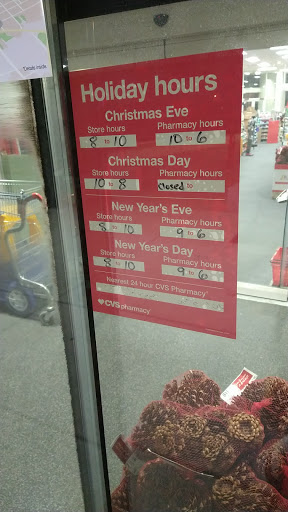 Holiday hours
Christmas Eve
Store hours Pharmacy hours
8 to 10 10 to 6
Christmas Day
Store hours Pharmacy hours
10 to 8 Closed to
New Year's Eve
Store hours Pharmacy hours
8 to 10 9 to 6
New Year's Day
Store hours Pharmacy hours
8 to 10 9 to 6
Nearest 24 hour CVS Pharmacy
CVS pharmacy